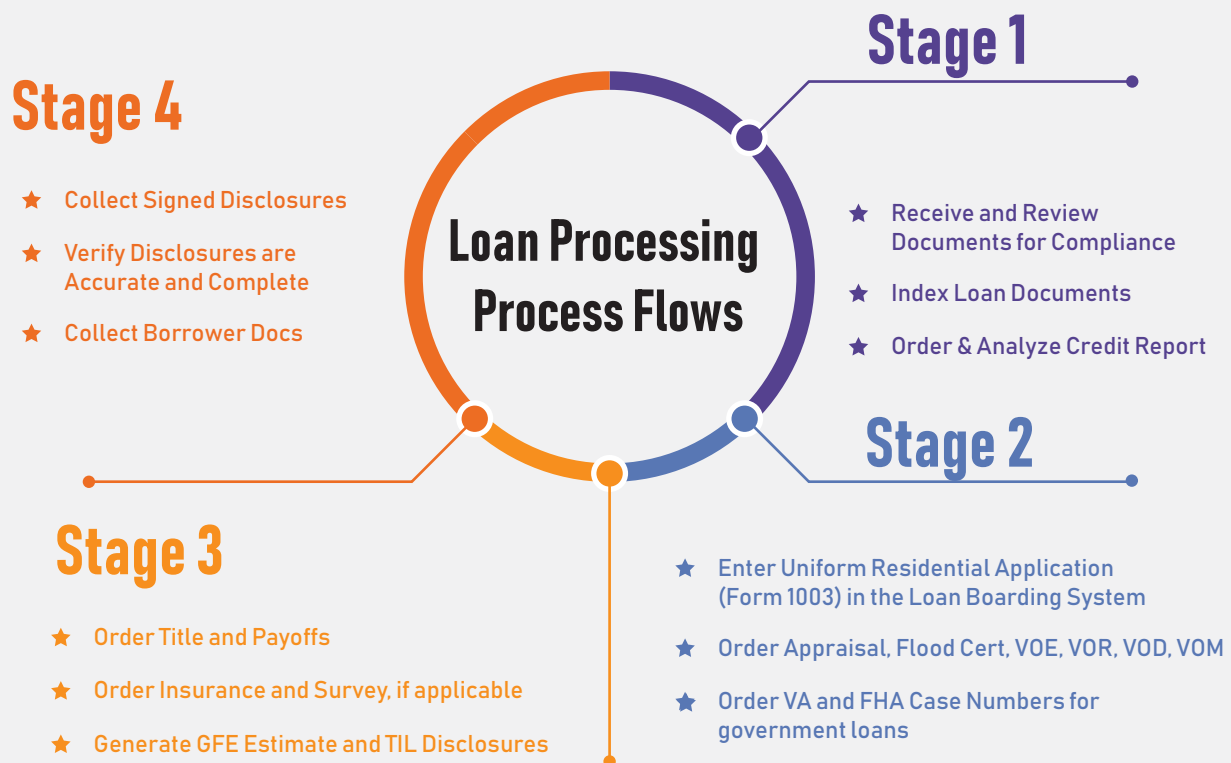 Loan Processing
Process Flows
Stage 1
Receive and Review
Documents for Compliance
Index Loan Documents
Order & Analyze Credit Report
Stage 2
Enter Uniform Residential Application
(Form 1003) in the Loan Boarding System
Order Appraisal, Flood Cert, VOE, VOR, VOD, VOM
Order VA and FHA Case Numbers for
government loans
Stage 3
Order Title and Payoffs
Order Insurance and Survey, if applicable
Generate GFE Estimate and TIL Disclosures
Stage 4
Collect Signed Disclosures
Verify Disclosures are
Accurate and Complete
Collect Borrower Docs